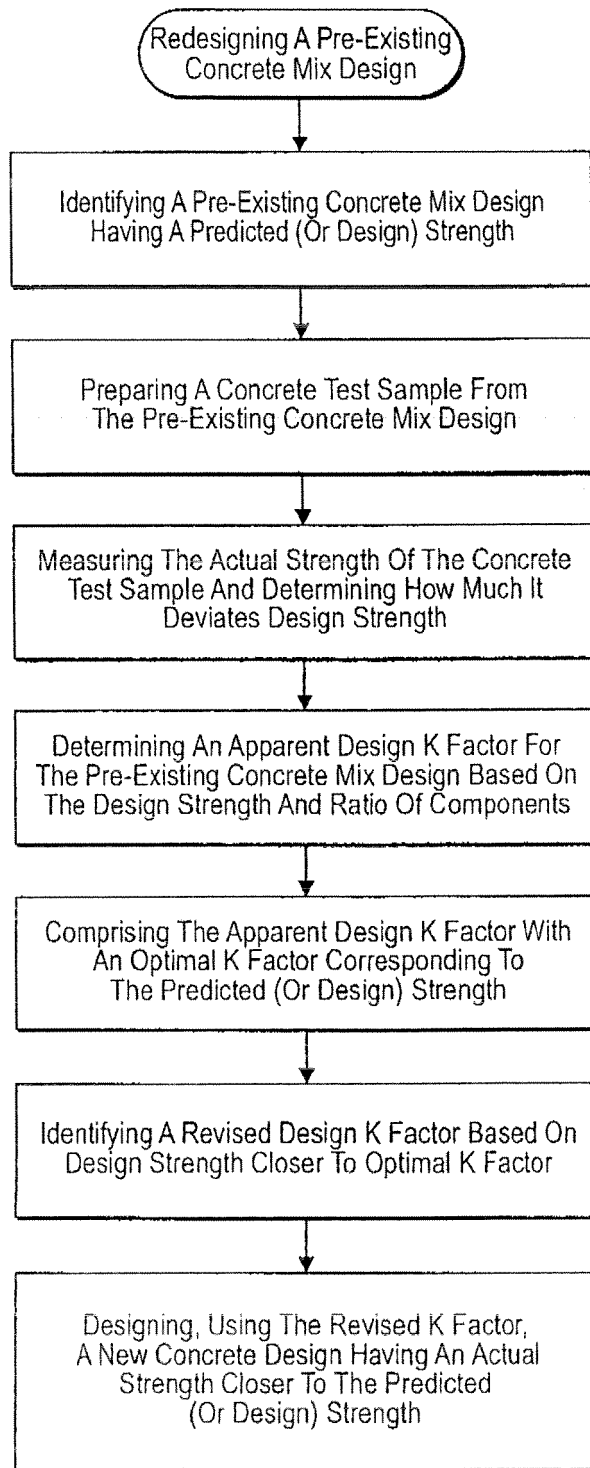 Redesigning A Pre-Existing
Concrete Mix Design
Identifying A Pre-Existing Concrete Mix Design
Having A Predicted (Or Design) Strength
Preparing A Concrete Test Sample From
The Pre-Existing Concrete Mix Design
Measuring The Actual Strength Of The Concrete
Test Sample And Determining How Much It
Deviates Design Strength
Determining An Apparent Design K Factor For
The Pre-Existing Concrete Mix Design Based On
The Design Strength And Ratio Of Components
Comprising The Apparent Design K Factor With
An Optimal K Factor Corresponding To
The Predicted (Or Design) Strength
Identifying A Revised Design K Factor Based On
Design Strength Closer To Optimal K Factor
Designing, Using The Revised K Factor,
A New Concrete Design Having An Actual
Strength Closer To The Predicted
(Or Design) Strength